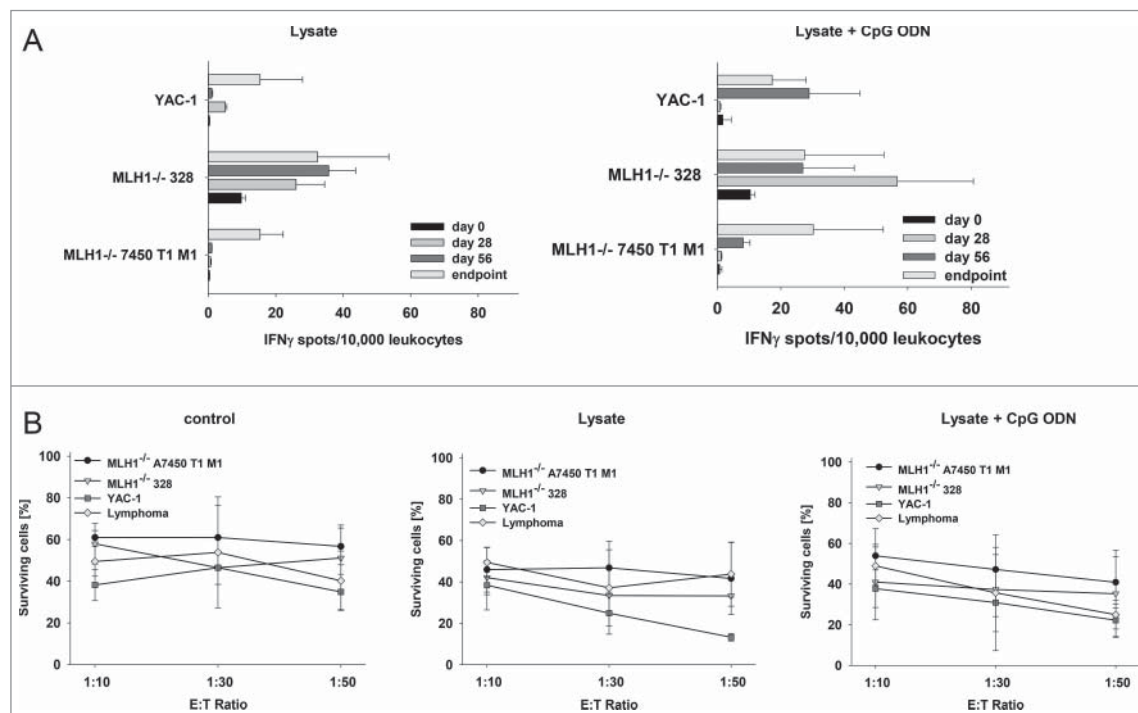 A
Lysate
YAC-1
MLH1-/- 328
MLH1-/- 7450 T1 M1
day 0
day 28
day 56
endpoint
0 20 40 60 80
IFNγ spots/10,000 leukocytes
Lysate + CpG ODN
YAC-1
MLH1-/- 328
MLH1-/- 7450 T1 M1
day 0
day 28
day 56
endpoint
0 20 40 60 80
IFNγ spots/10,000 leukocytes
B
control
Surviving cells [%]
100
80
60
40
20
0
MLH1-/- A7450 T1 M1
MLH1-/- 328
YAC-1
Lymphoma
1:10 1:30 1:50
E:T Ratio
Lysate
Surviving cells [%]
100
80
60
40
20
0
MLH1-/- A7450 T1 M1
MLH1-/- 328
YAC-1
Lymphoma
1:10 1:30 1:50
E:T Ratio
Lysate + CpG ODN
Surviving cells [%]
100
80
60
40
20
0
MLH1-/- A7450 T1 M1
MLH1-/- 328
YAC-1
Lymphoma
1:10 1:30 1:50
E:T Ratio